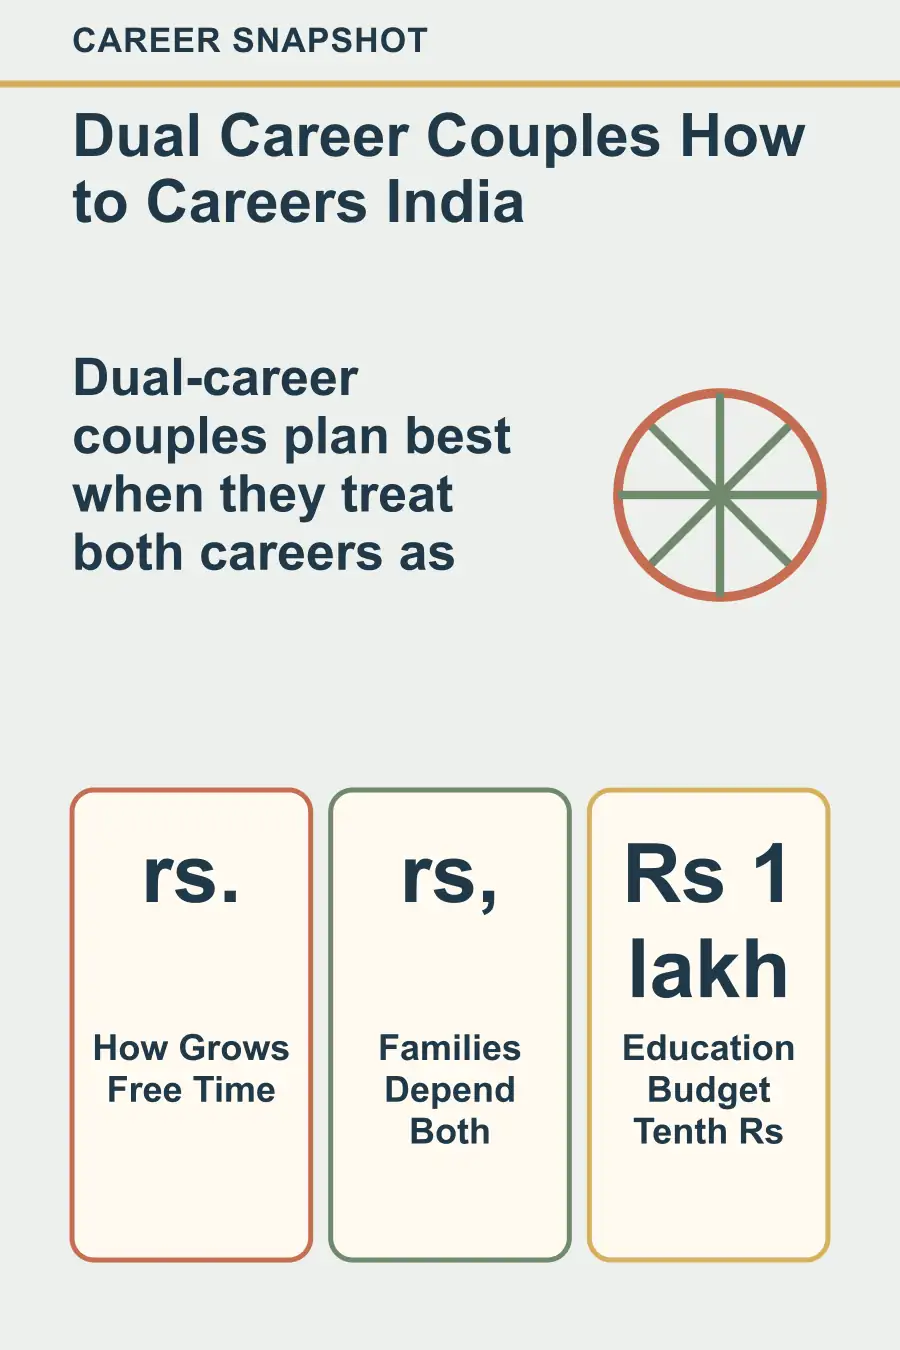 CAREER SNAPSHOT
Dual Career Couples How
to Careers India
Dual-career
couples plan best
when they treat
both careers as
rs.
How Grows
Free Time
rs,
Families
Depend
Both
Rs 1
lakh
Education
Budget
Tenth Rs